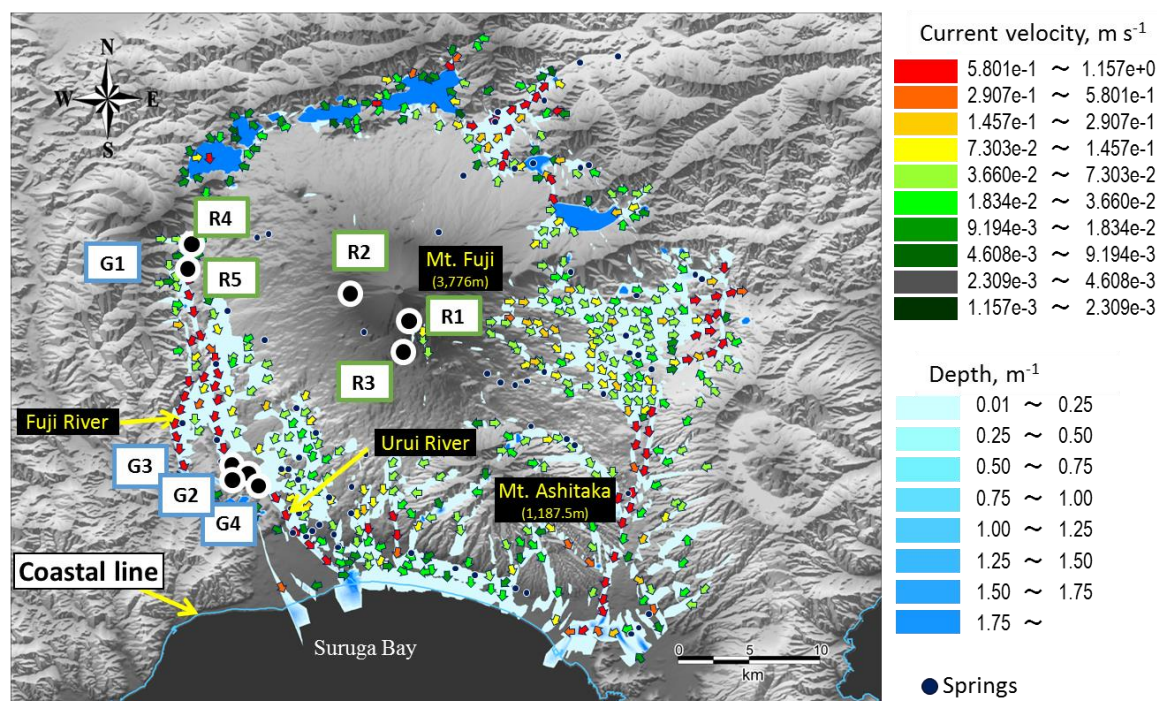 N
W
E
S
R4
G1
R5
R2
Mt. Fuji
(3,776m)
R1
R3
Fuji River
Urui River
G3
G2
G4
Mt. Ashitaka
(1,187.5m)
Coastal line
Suruga Bay
0 5 10
km
Current velocity, m s-1
5.801e-1 ~ 1.157e+0
2.907e-1 ~ 5.801e-1
1.457e-1 ~ 2.907e-1
7.303e-2 ~ 1.457e-1
3.660e-2 ~ 7.303e-2
1.834e-2 ~ 3.660e-2
9.194e-3 ~ 1.834e-2
4.608e-3 ~ 9.194e-3
2.309e-3 ~ 4.608e-3
1.157e-3 ~ 2.309e-3
Depth, m-1
0.01 ~ 0.25
0.25 ~ 0.50
0.50 ~ 0.75
0.75 ~ 1.00
1.00 ~ 1.25
1.25 ~ 1.50
1.50 ~ 1.75
1.75 ~
Springs